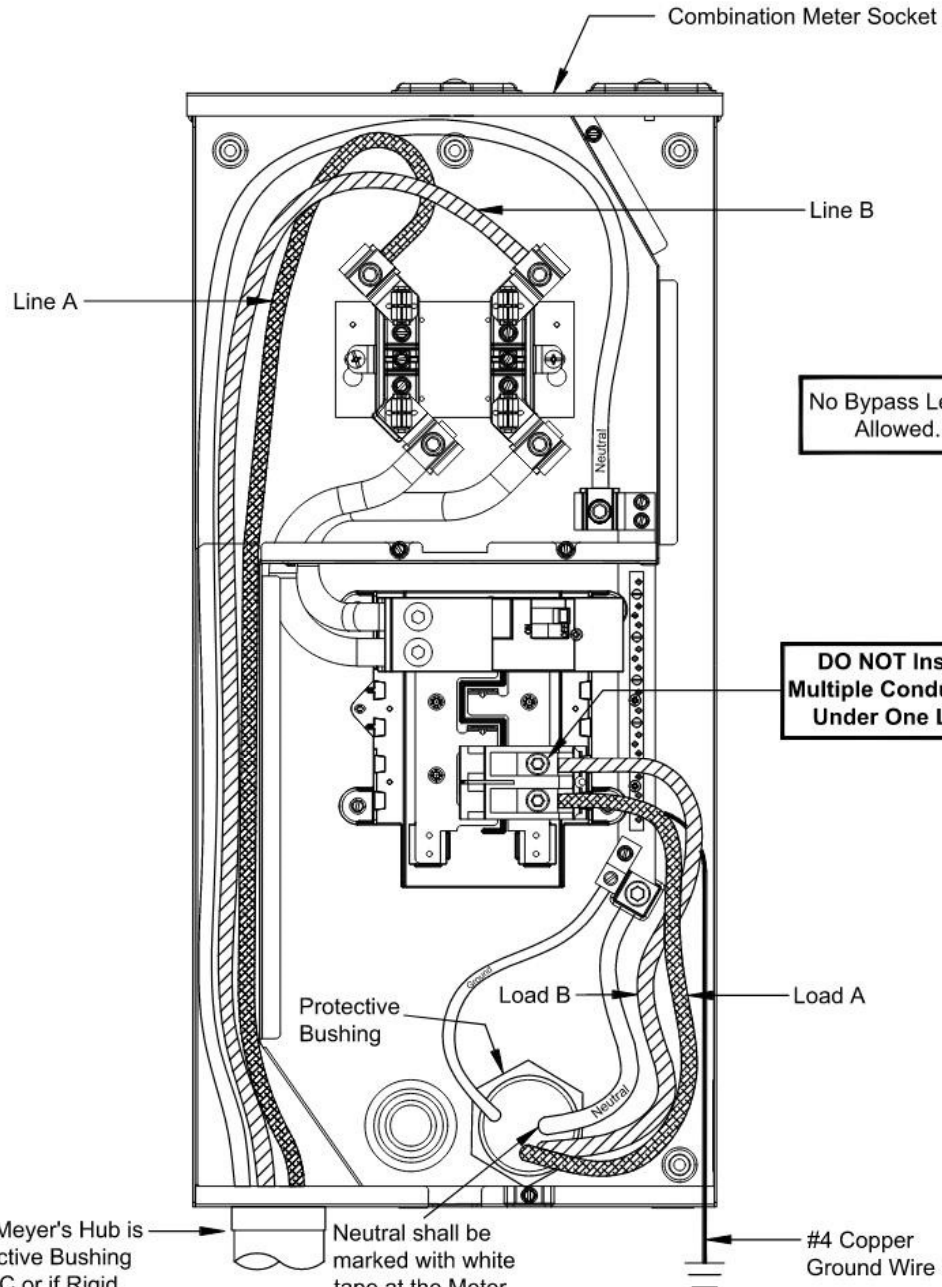 Combination Meter Socket
Line B
Line A
No Bypass Le
Allowed.
Neutral
ON
OFF
DO NOT Ins
Multiple Condu
Under One L
Ground
Load B
Load A
Protective
Bushing
Neutral
Meyer's Hub is
ctive Bushing
C or if Rigid
Neutral shall be
marked with white
tape at the Meter
#4 Copper
Ground Wire